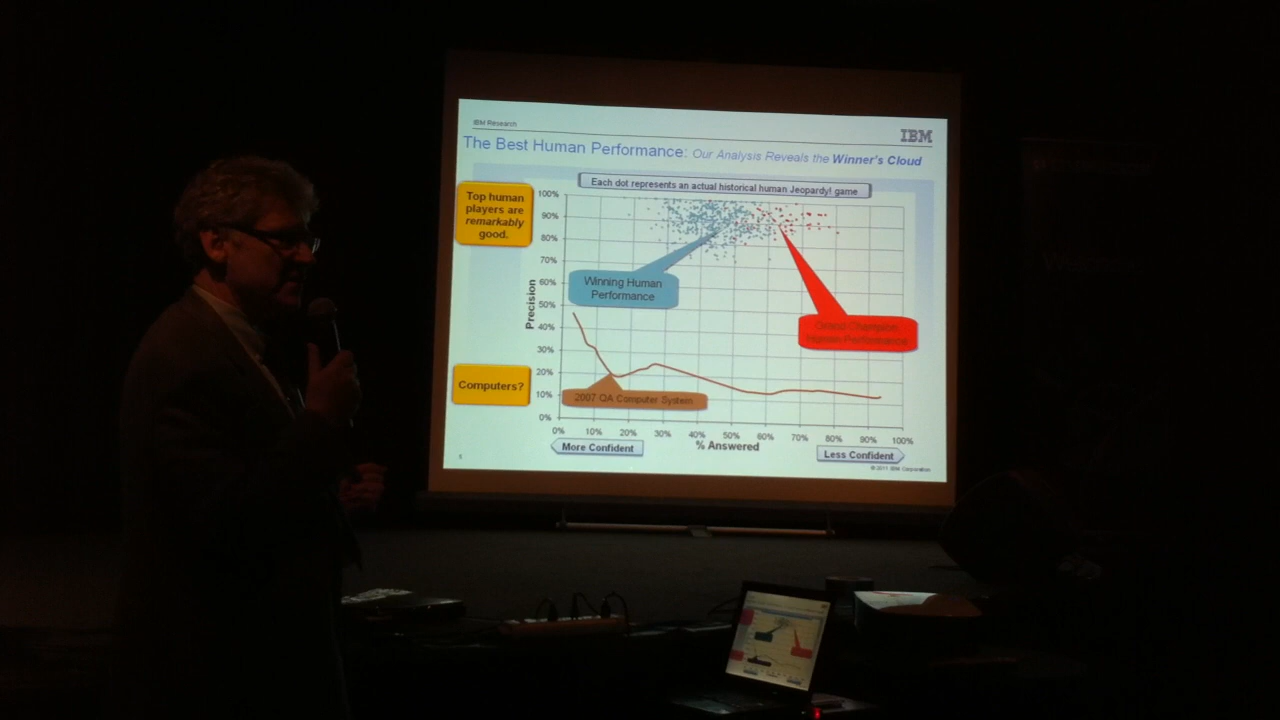 IBM Research
IBM
The Best Human Performance: Our Analysis Reveals the Winner's Cloud
Each dot represents an actual historical human Jeopardy! game
Top human
players are
remarkably
good.
100%
90%
80%
70%
60%
50%
40%
30%
20%
10%
0%
Precision
Winning Human
Performance
Grand Champion
Human Performance
Computers?
2007 QA Computer System
0% 10% 20% 30% 40% 50% 60% 70% 80% 90% 100%
More Confident
% Answered
Less Confident
© 2011 IBM Corporation